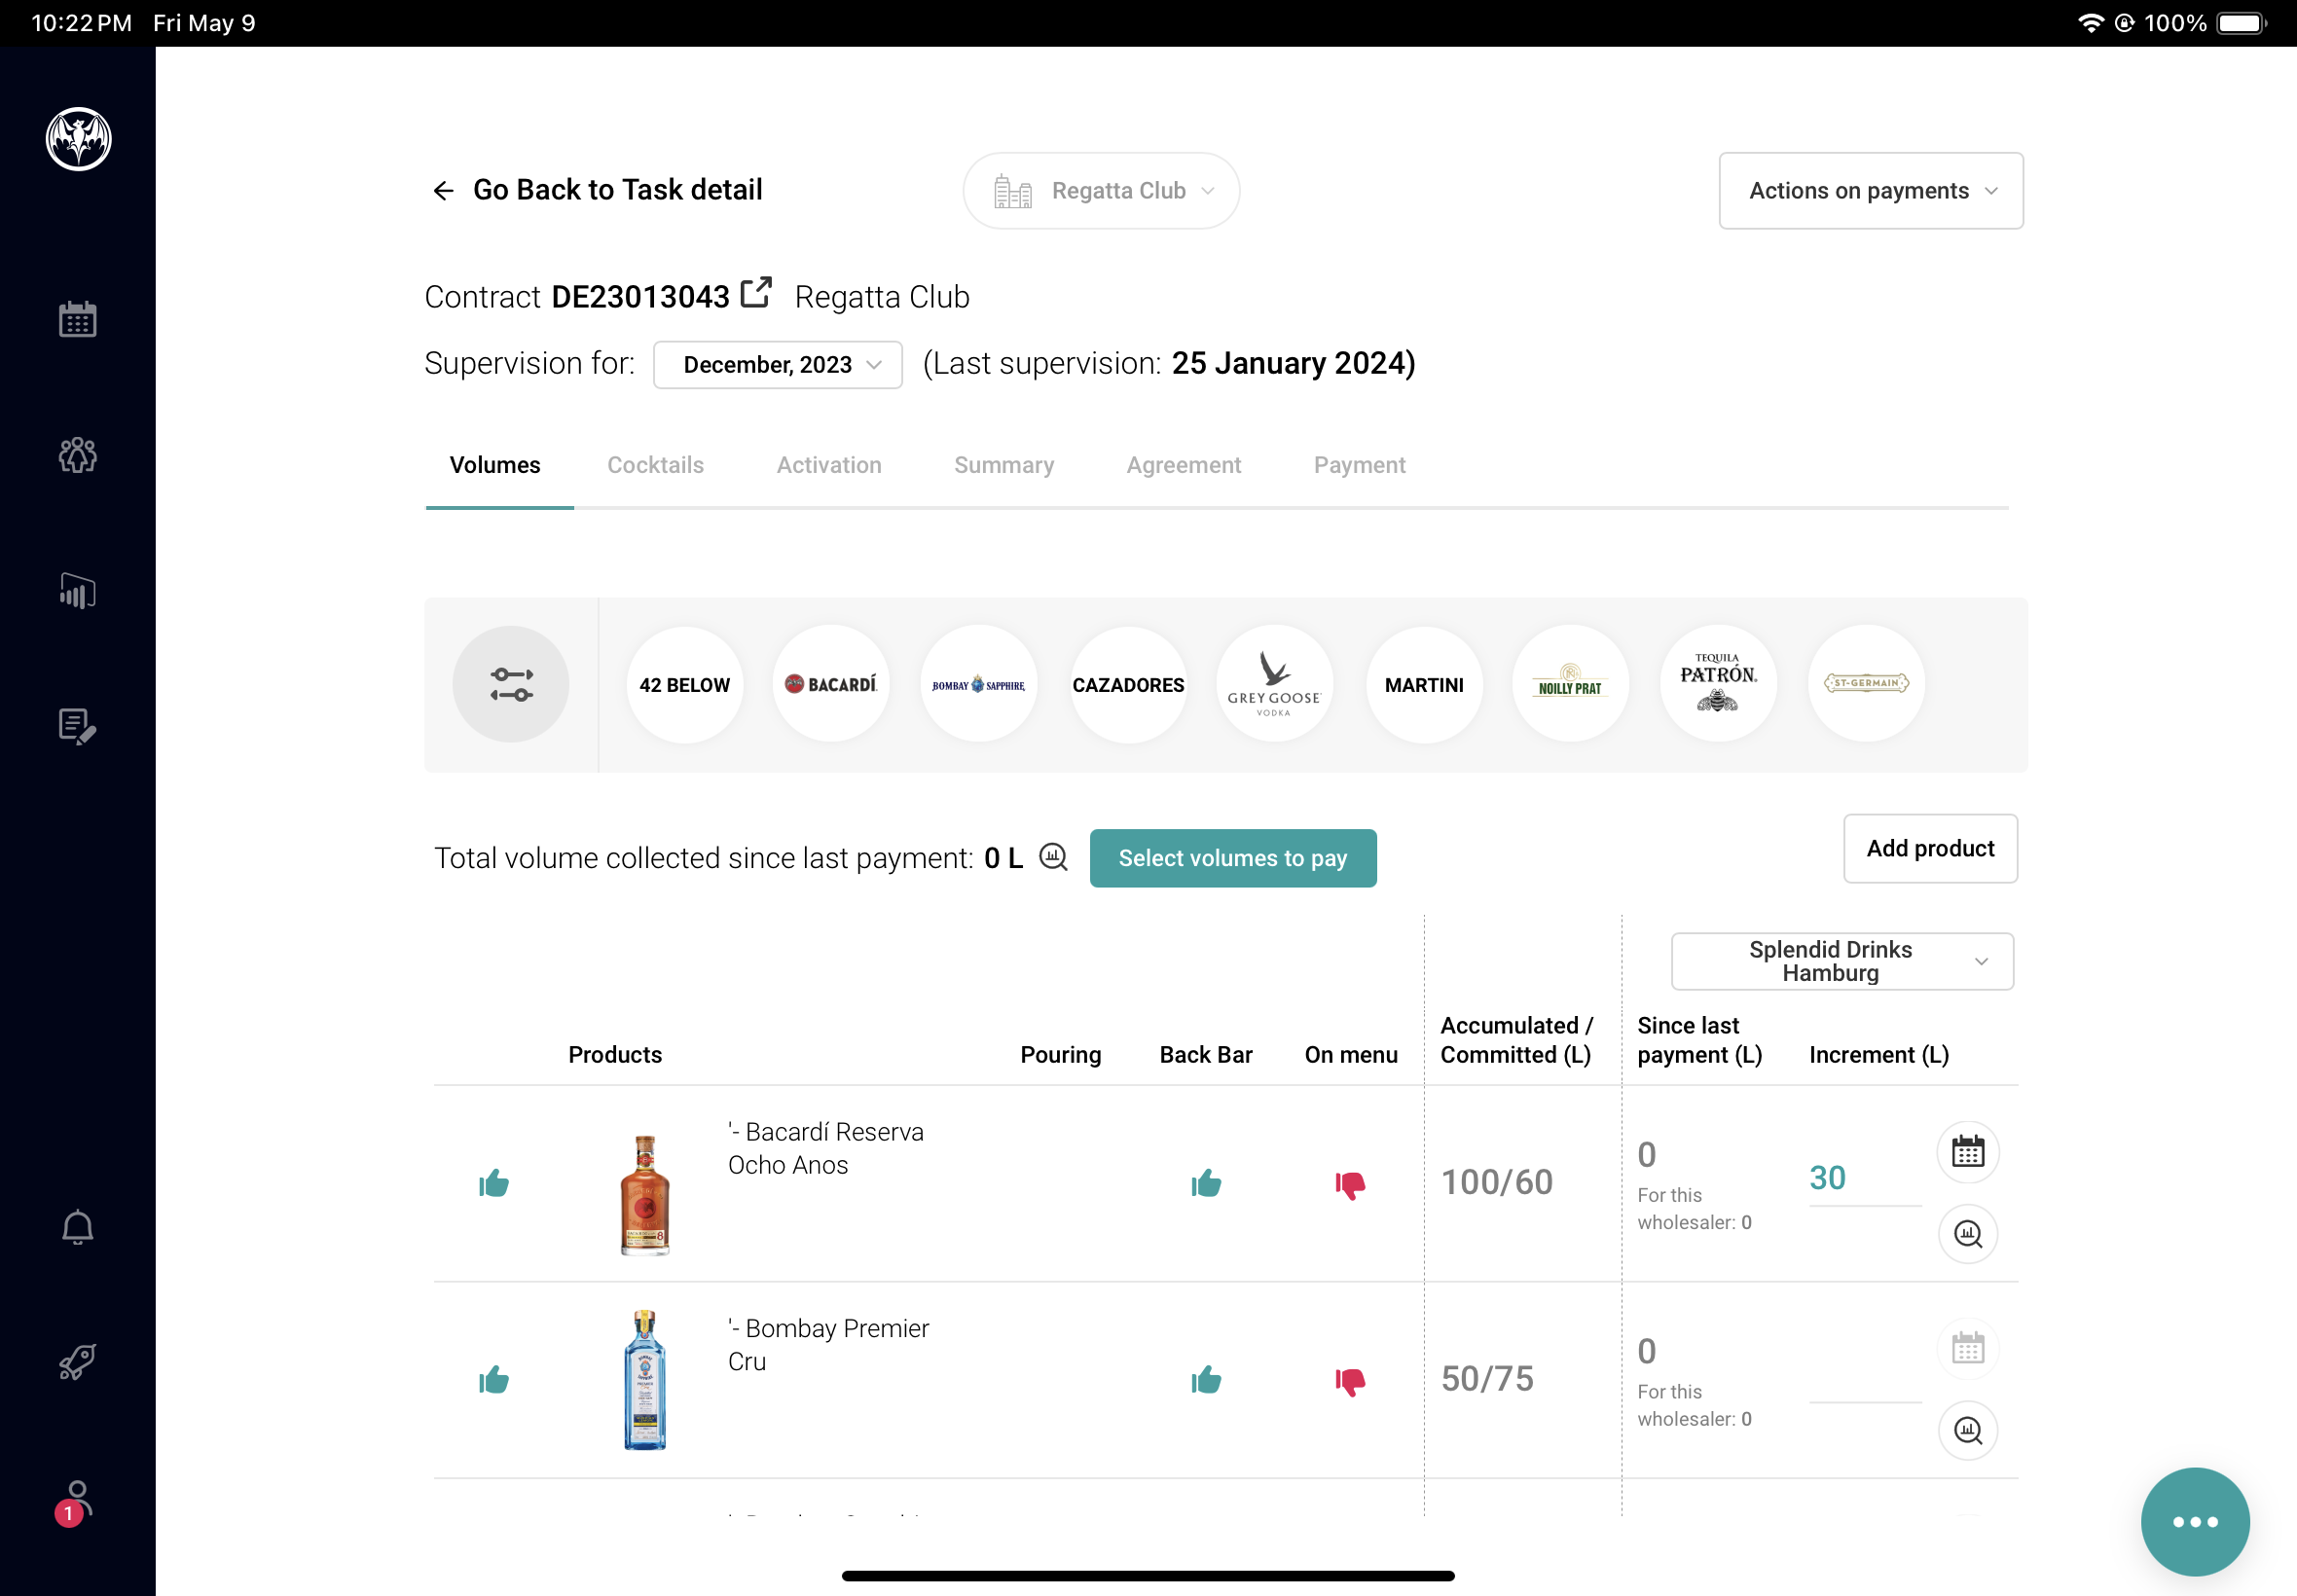 10:22 PM Fri May 9
100%
Go Back to Task detail
Regatta Club
Actions on payments
Contract DE23013043 Regatta Club
Supervision for: December, 2023 (Last supervision: 25 January 2024)
Volumes Cocktails Activation Summary Agreement Payment
42 BELOW
BACARDÍ
BOMBAY SAPPHIRE
CAZADORES
GREY GOOSE
VODKA
MARTINI
NOILLY PRAT
TEQUILA
PATRÓN
ST-GERMAIN
Total volume collected since last payment: 0 L
Select volumes to pay
Add product
Splendid Drinks
Hamburg
Products
Pouring
Back Bar
On menu
Accumulated /
Committed (L)
Since last
payment (L)
Increment (L)
'- Bacardí Reserva
Ocho Anos
100/60
0
For this
wholesaler: 0
30
'- Bombay Premier
Cru
50/75
0
For this
wholesaler: 0
1